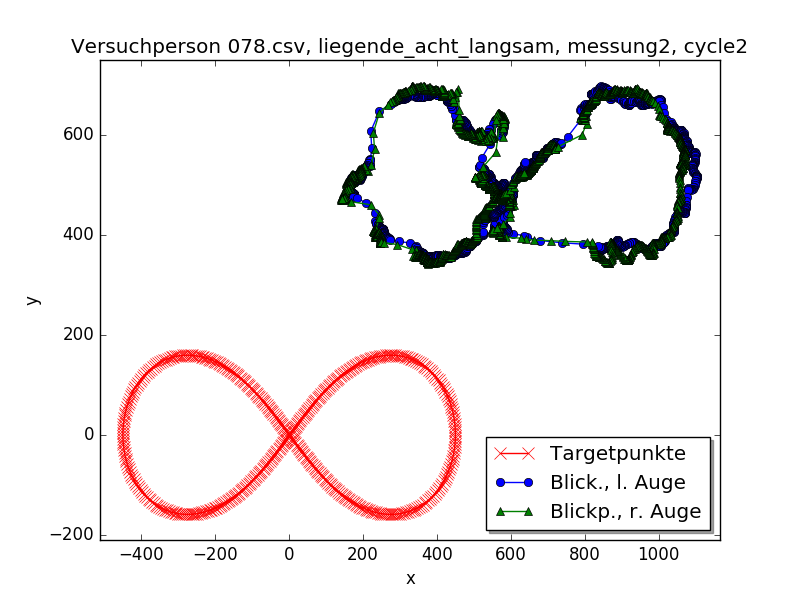 Versuchperson 078.csv, liegende_acht_langsam, messung2, cycle2
y
600
400
200
0
−200
Targetpunkte
Blick., l. Auge
Blickp., r. Auge
−400 −200 0 200 400 600 800 1000
x